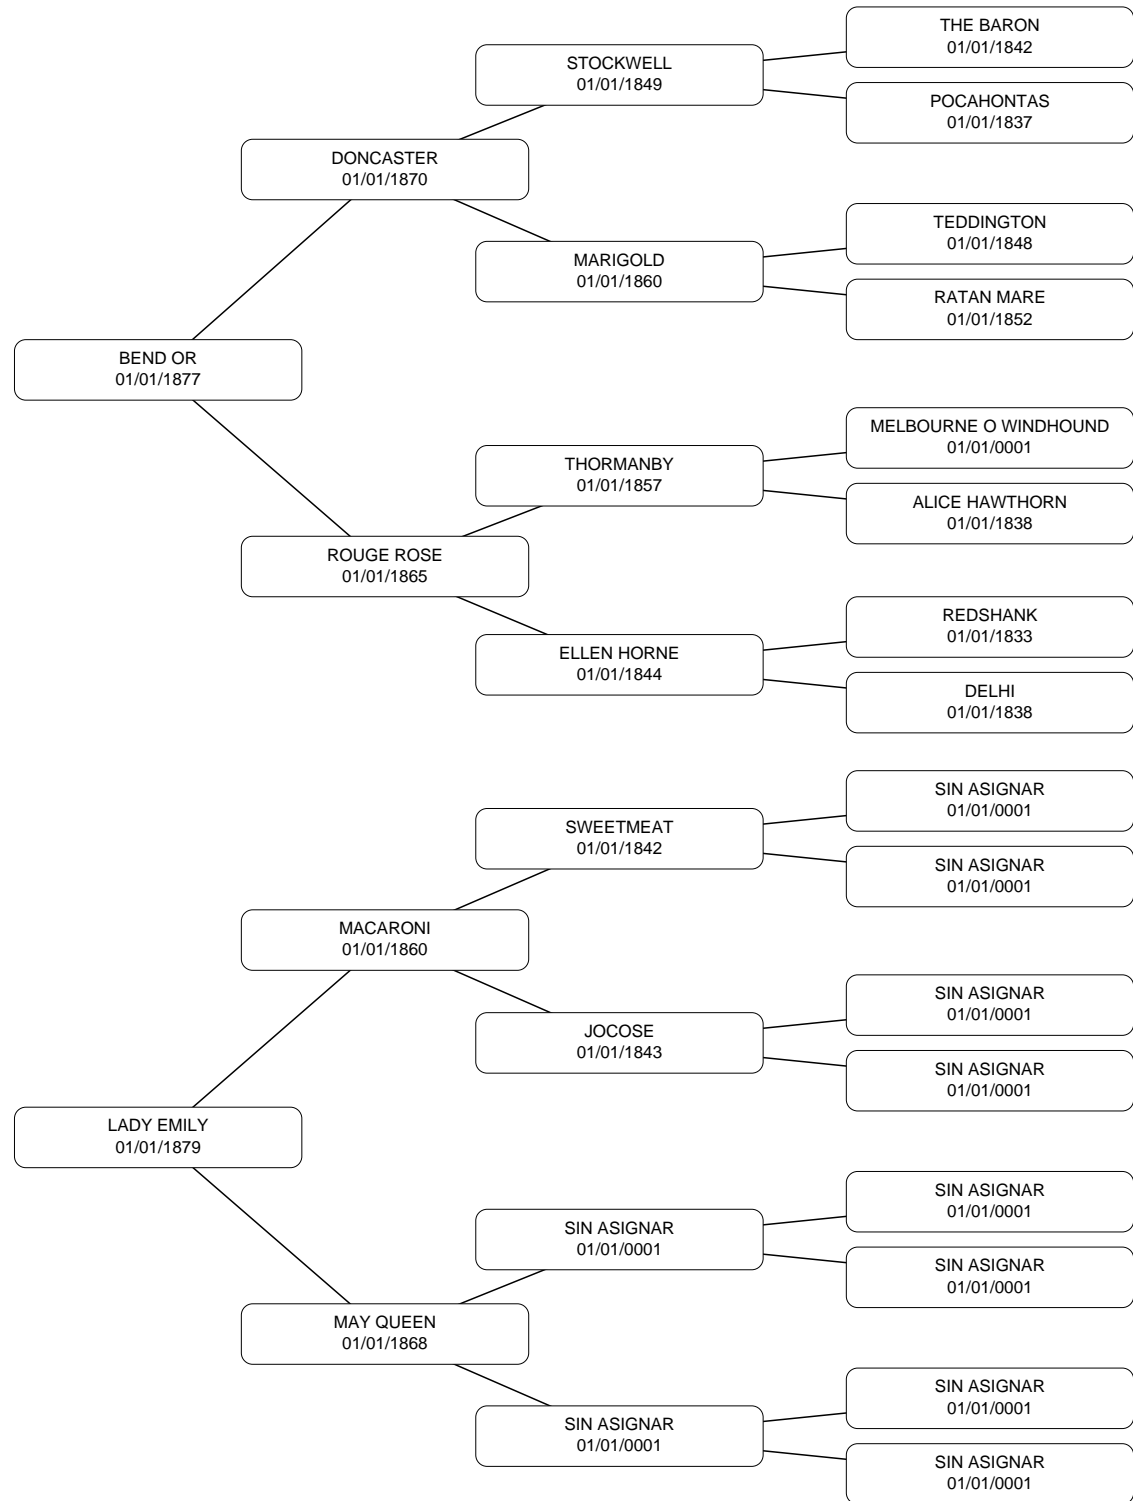 THE BARON
01/01/1842
STOCKWELL
01/01/1849
POCAHONTAS
01/01/1837
DONCASTER
01/01/1870
TEDDINGTON
01/01/1848
MARIGOLD
01/01/1860
RATAN MARE
01/01/1852
BEND OR
01/01/1877
MELBOURNE O WINDHOUND
01/01/0001
THORMANBY
01/01/1857
ALICE HAWTHORN
01/01/1838
ROUGE ROSE
01/01/1865
REDSHANK
01/01/1833
ELLEN HORNE
01/01/1844
DELHI
01/01/1838
SIN ASIGNAR
01/01/0001
SWEETMEAT
01/01/1842
SIN ASIGNAR
01/01/0001
MACARONI
01/01/1860
SIN ASIGNAR
01/01/0001
JOCOSE
01/01/1843
SIN ASIGNAR
01/01/0001
LADY EMILY
01/01/1879
SIN ASIGNAR
01/01/0001
SIN ASIGNAR
01/01/0001
SIN ASIGNAR
01/01/0001
MAY QUEEN
01/01/1868
SIN ASIGNAR
01/01/0001
SIN ASIGNAR
01/01/0001
SIN ASIGNAR
01/01/0001